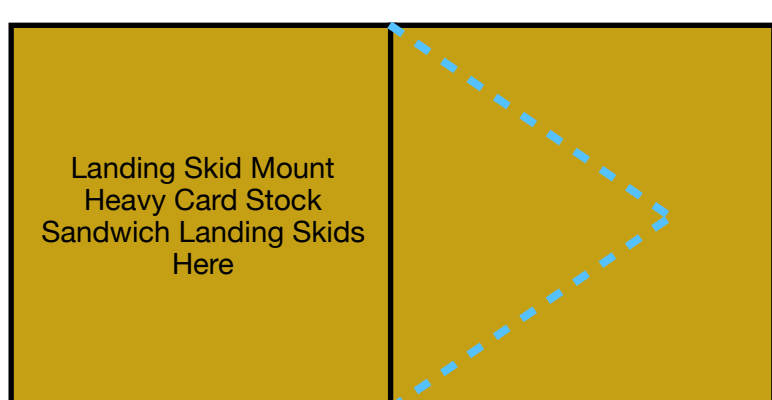 Landing Skid Mount
Heavy Card Stock
Sandwich Landing Skids
Here